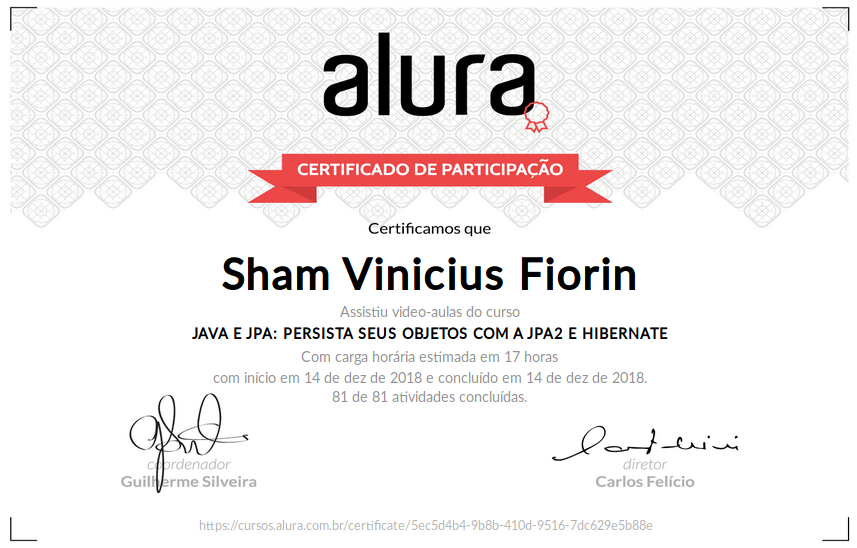 alura
CERTIFICADO DE PARTICIPAÇÃO
Certificamos que
Sham Vinicius Fiorin
Assistiu video-aulas do curso
JAVA E JPA: PERSISTA SEUS OBJETOS COM A JPA2 E HIBERNATE
Com carga horária estimada em 17 horas
com início em 14 de dez de 2018 e concluído em 14 de dez de 2018.
81 de 81 atividades concluídas.
coordenador
Guilherme Silveira
diretor
Carlos Felício
https://cursos.alura.com.br/certificate/5ec5d4b4-9b8b-410d-9516-7dc629e5b88e